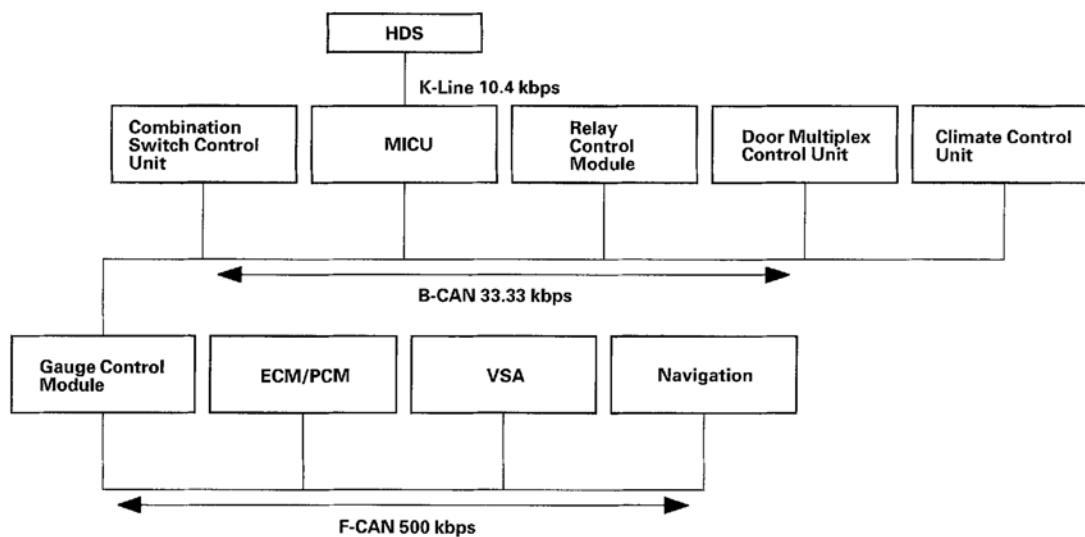 HDS
K-Line 10.4 kbps
Combination
Switch Control
Unit
MICU
Relay
Control
Module
Door Multiplex
Control Unit
Climate Control
Unit
B-CAN 33.33 kbps
Gauge Control
Module
ECM/PCM
VSA
Navigation
F-CAN 500 kbps